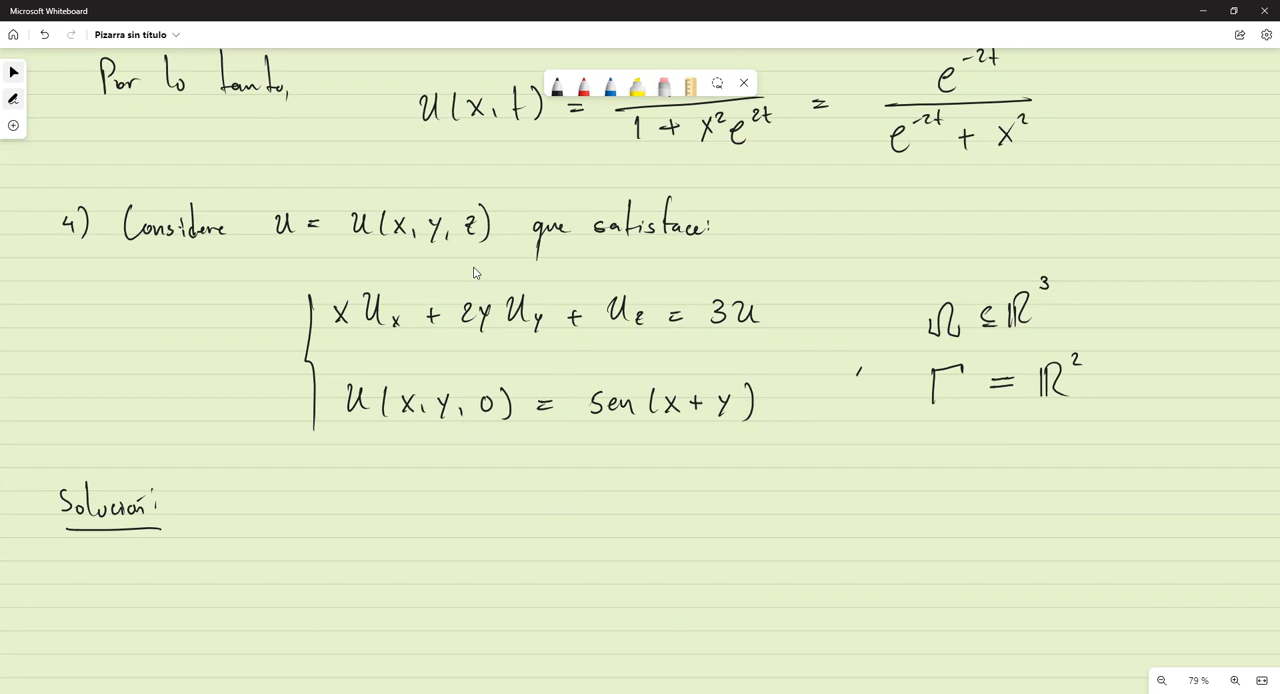 Microsoft Whiteboard
Pizarra sin título
Por lo tanto,
u(x,t) = 1 + x²e^{2t} = e^{-2t} / (e^{-2t} + x²)
4) Considere u = u(x, y, z) que satisface:
x u_x + 2y u_y + u_z = 3u
Ω ⊆ ℝ³
u(x, y, 0) = sen(x + y)
, Γ = ℝ²
Solución:
79 %